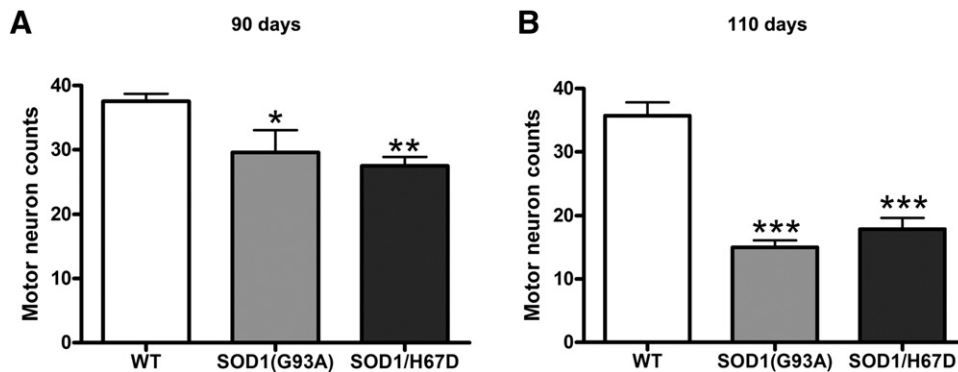 A
90 days
Motor neuron counts
40
30
20
10
0
*
**
WT
SOD1(G93A)
SOD1/H67D
B
110 days
Motor neuron counts
40
30
20
10
0
***
***
WT
SOD1(G93A)
SOD1/H67D